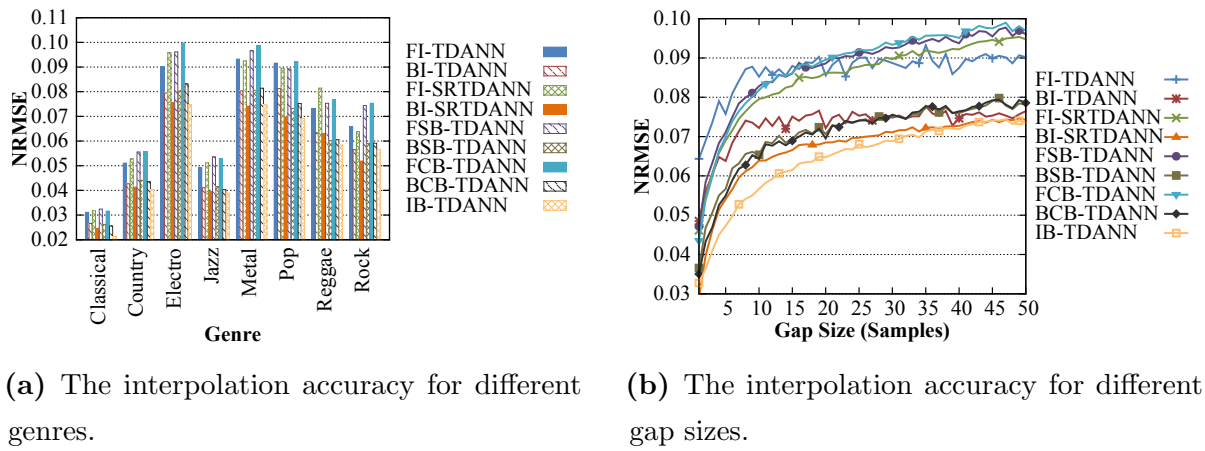 0.11
0.10
0.09
0.08
0.07
0.06
0.05
0.04
0.03
0.02
NRMSE
Classical
Country
Electro
Jazz
Metal
Pop
Reggae
Rock
Genre
FI-TDANN
BI-TDANN
FI-SRTDANN
BI-SRTDANN
FSB-TDANN
BSB-TDANN
FCB-TDANN
BCB-TDANN
IB-TDANN
(a) The interpolation accuracy for different
genres.
0.10
0.09
0.08
0.07
0.06
0.05
0.04
0.03
NRMSE
5 10 15 20 25 30 35 40 45 50
Gap Size (Samples)
FI-TDANN
BI-TDANN
FI-SRTDANN
BI-SRTDANN
FSB-TDANN
BSB-TDANN
FCB-TDANN
BCB-TDANN
IB-TDANN
(b) The interpolation accuracy for different
gap sizes.